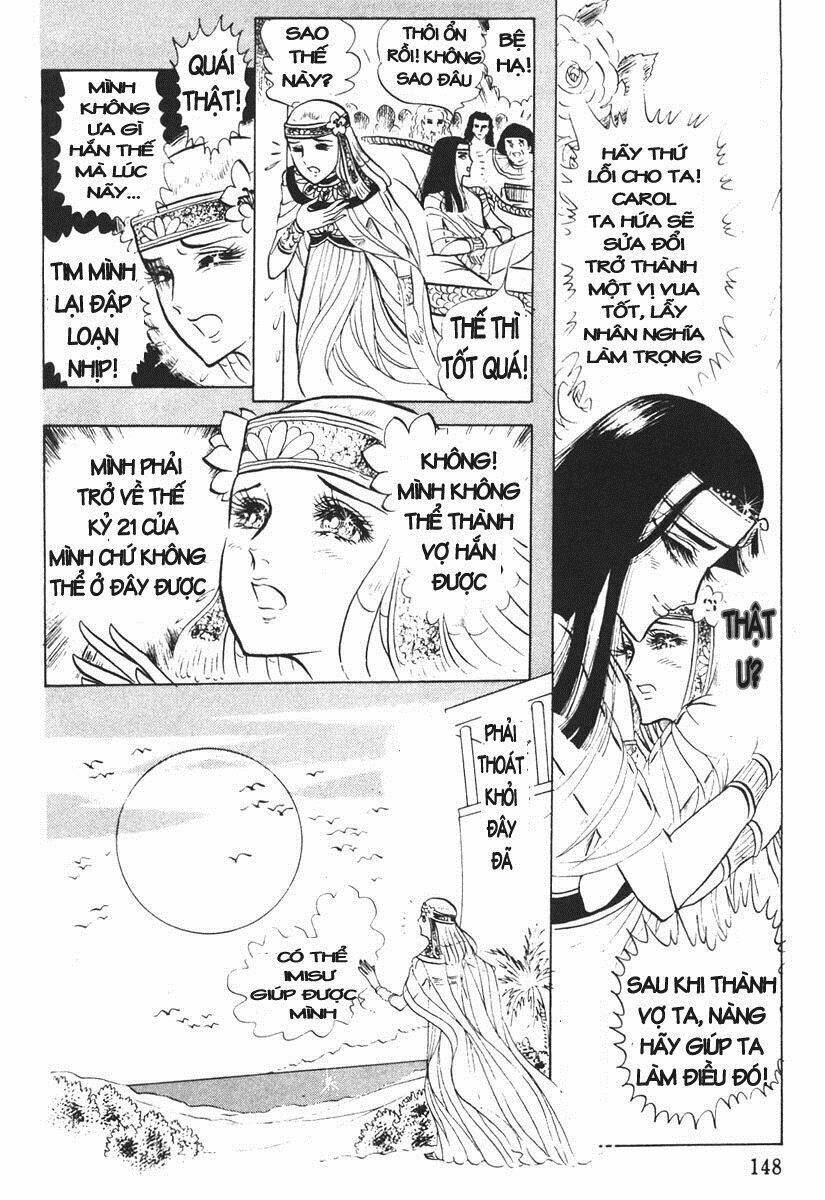 HÃY THỨ
LỖI CHO TA!
CAROL
TA HỨA SẼ
SỬA ĐỔI
TRỞ THÀNH
MỘT VỊ VUA
TỐT, LẪY
NHÂN NGHĨA
LÀM TRỌNG
THẬT
Ư?
SAU KHI THÀNH
VỢ TA, NÀNG
HÃY GIÚP TA
LÀM ĐIỀU ĐÓ!
BỆ
HẠ!
THÔI ỔN
RỒI! KHÔNG
SAO ĐÂU
SAO
THẾ
NÀY?
THẾ THÌ
TỐT QUÁ!
QUÁI
THẬT!
MÌNH
KHÔNG
ƯA GÌ
HẮN THẾ
MÀ LÚC
NÃY...
TIM MÌNH
LẠI ĐẬP
LOẠN
NHỊP!
KHÔNG!
MÌNH KHÔNG
THỂ THÀNH
VỢ HẮN
ĐƯỢC
MÌNH PHẢI
TRỞ VỀ THẾ
KỶ 21 CỦA
MÌNH CHỨ KHÔNG
THỂ Ở ĐÂY ĐƯỢC
PHẢI
THOÁT
KHỎI
ĐÂY
ĐÃ
CÓ THỂ
IMISƯ
GIÚP ĐƯỢC
MÌNH
148